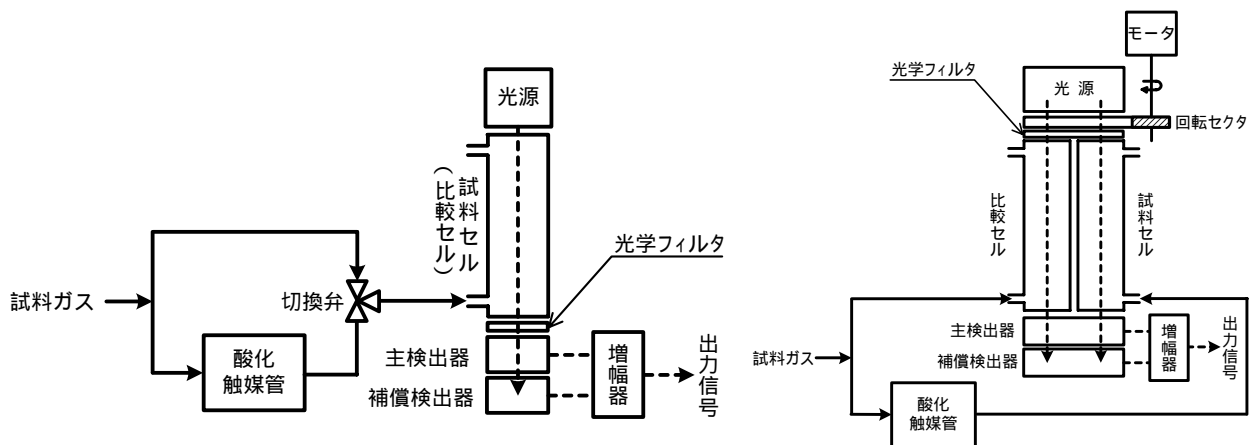 光源
試料セル
(比較セル)
光学フィルタ
試料ガス
切換弁
酸化
触媒管
主検出器
補償検出器
増幅器
出力信号
モータ
光学フィルタ
光 源
回転セクタ
比較セル
試料セル
主検出器
補償検出器
増幅器
出力信号
試料ガス
酸化
触媒管